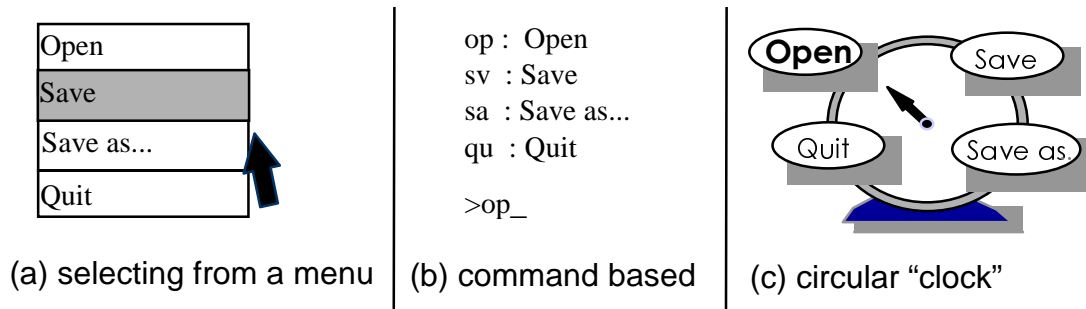 Open
Save
Save as...
Quit
(a) selecting from a menu
op : Open
sv : Save
sa : Save as...
qu : Quit
>op_
(b) command based
Open
Save
Quit
Save as.
(c) circular “clock”